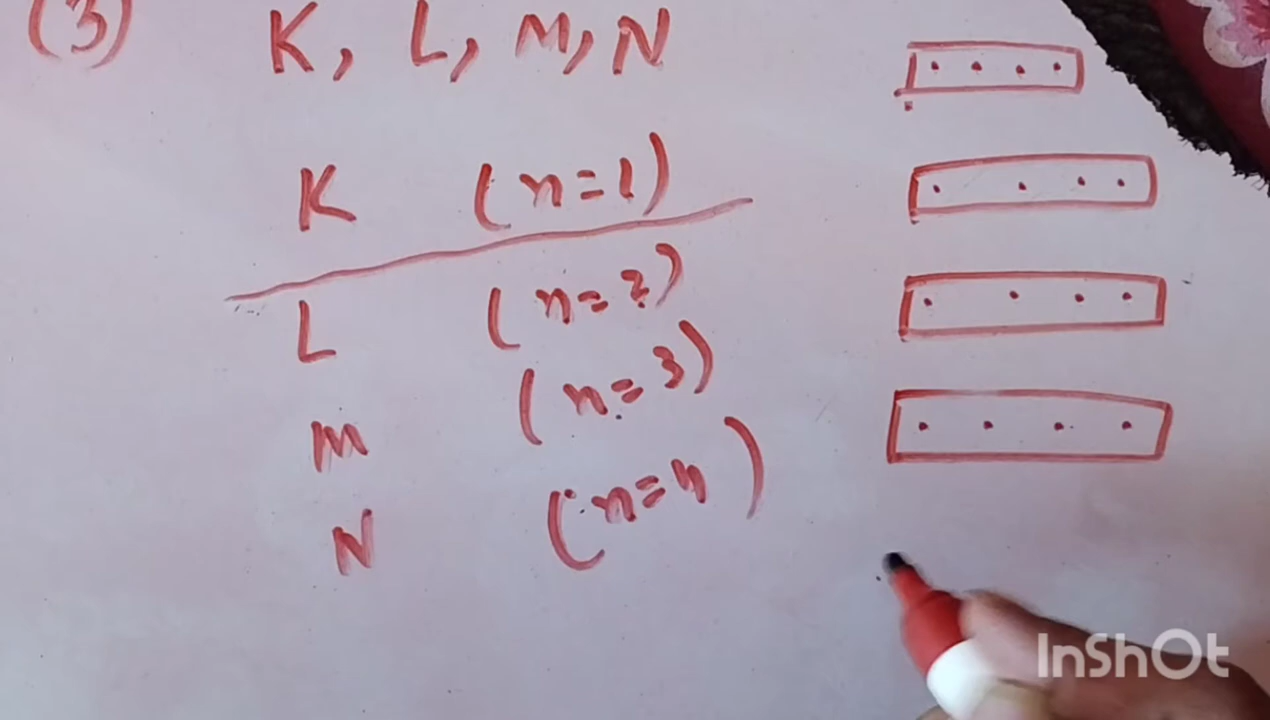 (3) K, L, M, N
K (n=1)
L (n=2)
M (n=3)
N (n=4)
InShOt